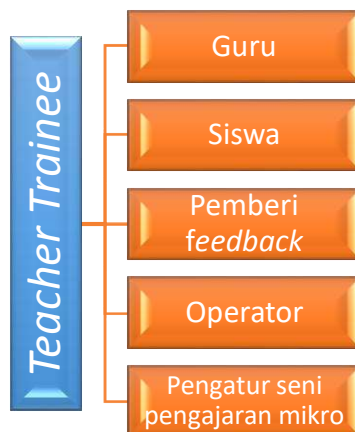 Teacher Trainee
Guru
Siswa
Pemberi
feedback
Operator
Pengatur seni
pengajaran mikro